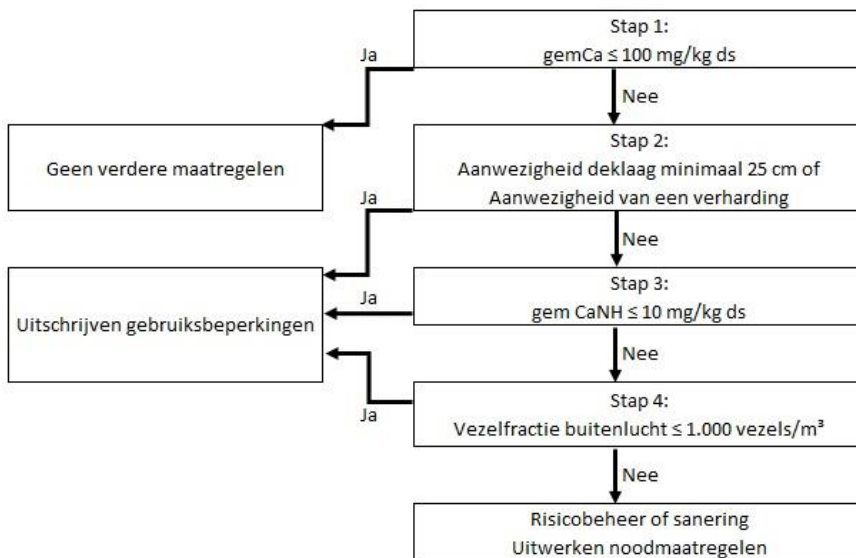 Stap 1:
gemCa ≤ 100 mg/kg ds
Ja
Nee
Geen verdere maatregelen
Stap 2:
Aanwezigheid deklaag minimaal 25 cm of
Aanwezigheid van een verharding
Ja
Nee
Uitschrijven gebruiksbeperkingen
Stap 3:
gem CaNH ≤ 10 mg/kg ds
Ja
Nee
Stap 4:
Vezelfractie buitenlucht ≤ 1.000 vezels/m³
Ja
Nee
Risicobeheer of sanering
Uitwerken noodmaatregelen